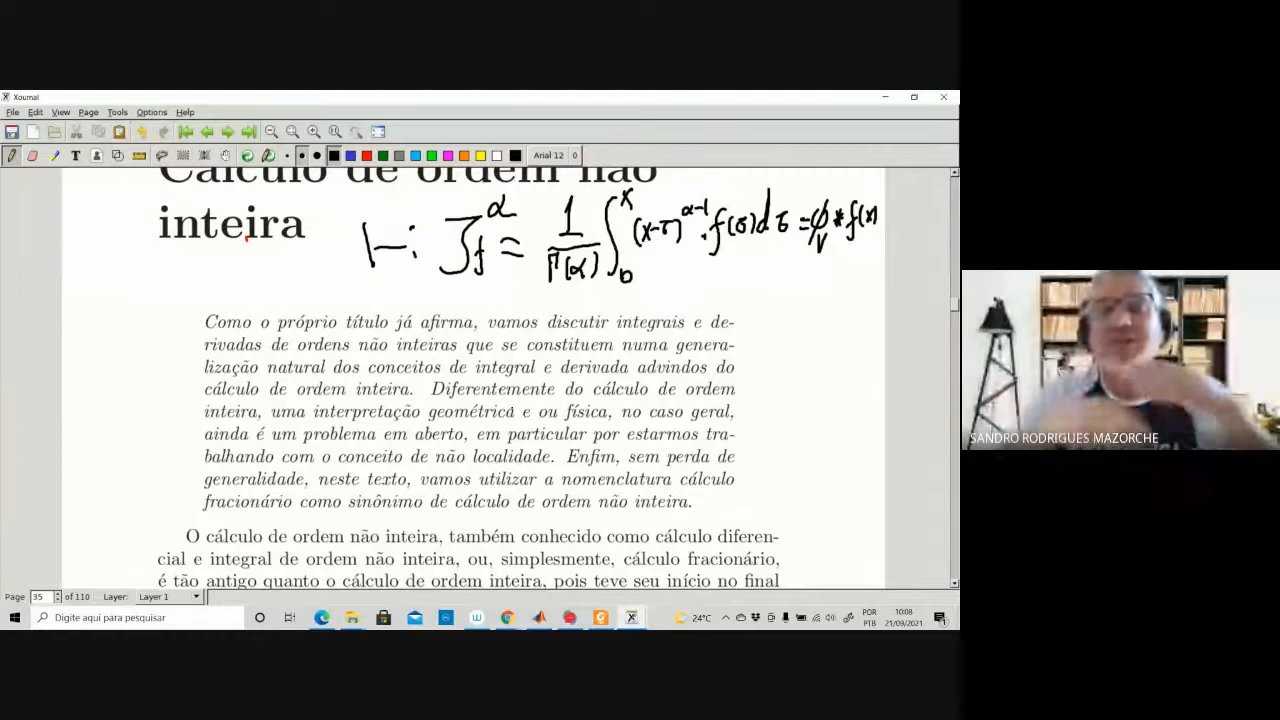 Xournal
File Edit View Page Tools Options Help
Arial 12 0
Cálculo de ordem não
inteira
H: J^α f = 1/Γ(α) ∫_0^x (x-τ)^{α-1} . f(τ) dτ = φ_ν * f(x)
Como o próprio título já afirma, vamos discutir integrais e de-
rivadas de ordens não inteiras que se constituem numa genera-
lização natural dos conceitos de integral e derivada advindos do
cálculo de ordem inteira. Diferentemente do cálculo de ordem
inteira, uma interpretação geométrica e ou física, no caso geral,
ainda é um problema em aberto, em particular por estarmos tra-
balhando com o conceito de não localidade. Enfim, sem perda de
generalidade, neste texto, vamos utilizar a nomenclatura cálculo
fracionário como sinônimo de cálculo de ordem não inteira.
O cálculo de ordem não inteira, também conhecido como cálculo diferen-
cial e integral de ordem não inteira, ou, simplesmente, cálculo fracionário,
é tão antigo quanto o cálculo de ordem inteira, pois teve seu início no final
Page 35 of 110 Layer: Layer 1
Digite aqui para pesquisar
24°C
POR
PTB
10:08
21/09/2021
SANDRO RODRIGUES MAZORCHE